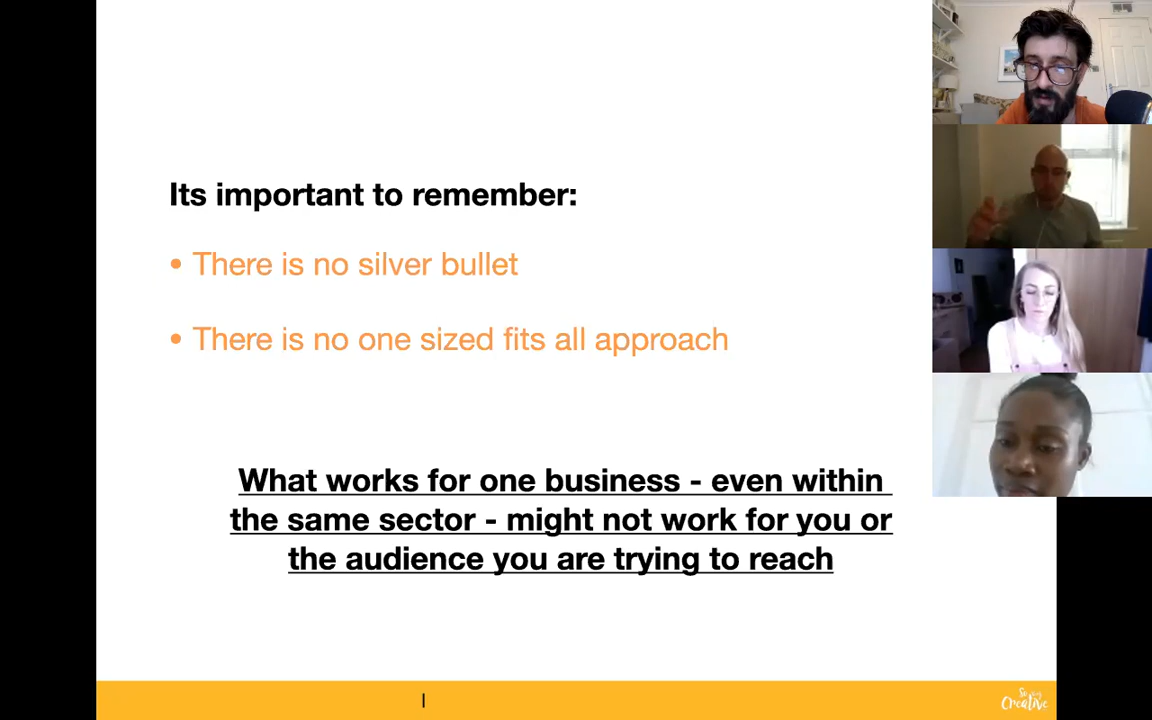 Its important to remember:
• There is no silver bullet
• There is no one sized fits all approach
What works for one business - even within
the same sector - might not work for you or
the audience you are trying to reach
So
Creative